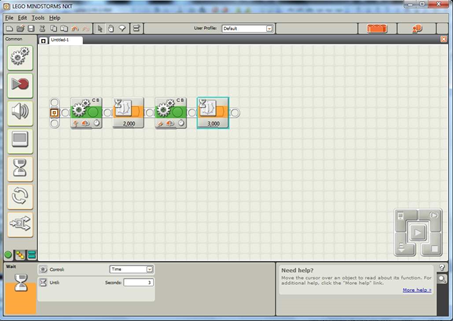 LEGO MINDSTORMS NXT
File Edit Tools Help
User Profile: Default
Common
Untitled-1
C B
C B
2,000
3,000
Wait
Control: Time
Until: Seconds: 3
Need help?
Move the cursor over an object to read about its function. For
additional help, click the "More help" link.
More help »